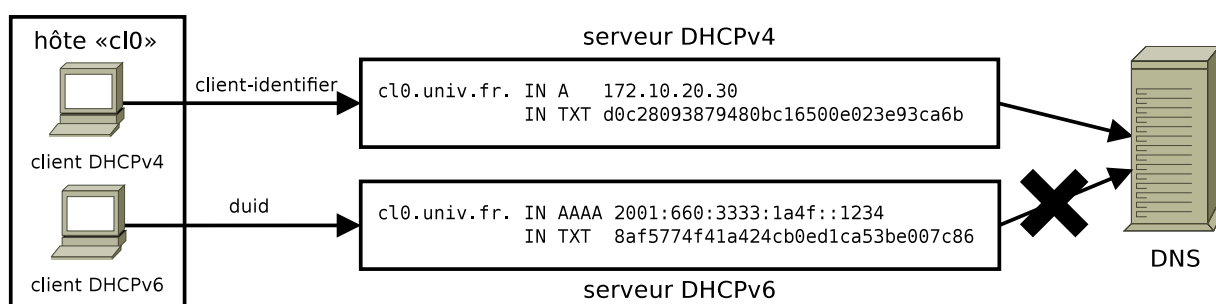 hôte «cl0»
client DHCPv4
client DHCPv6
client-identifier
duid
serveur DHCPv4
cl0.univ.fr. IN A   172.10.20.30
IN TXT d0c28093879480bc16500e023e93ca6b
cl0.univ.fr. IN AAAA 2001:660:3333:1a4f::1234
IN TXT  8af5774f41a424cb0ed1ca53be007c86
serveur DHCPv6
DNS